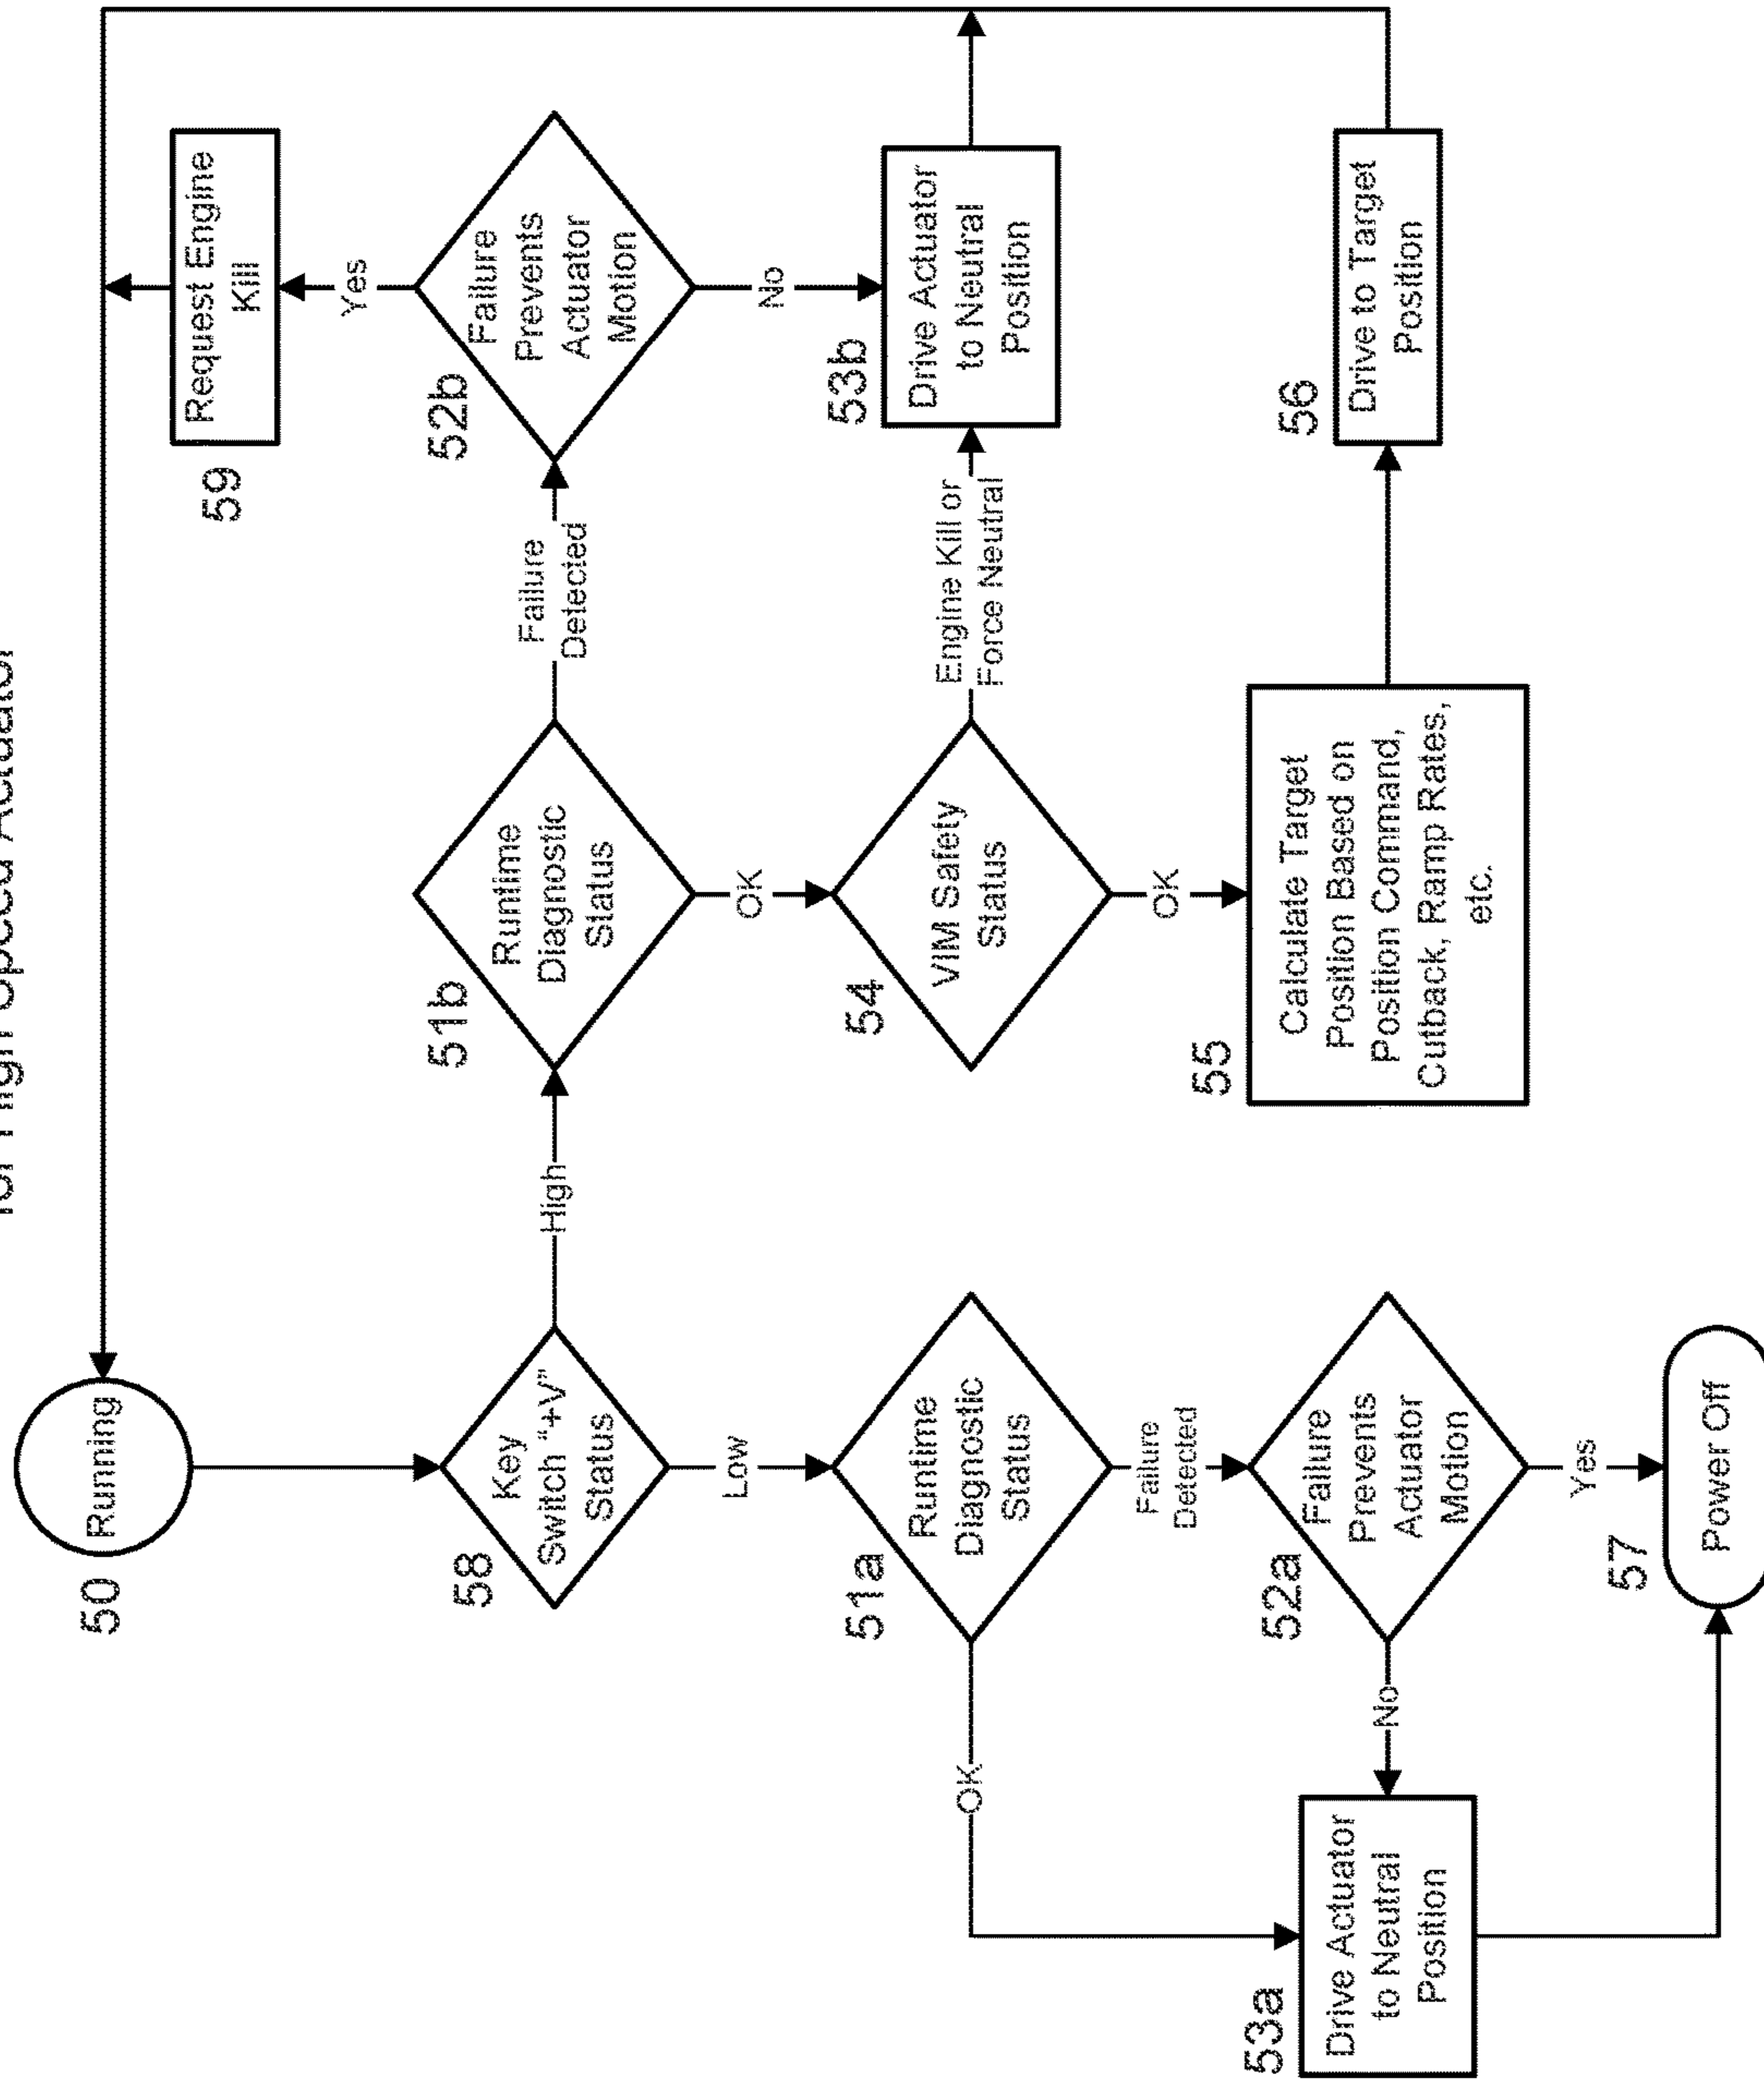 for High Speed Actuator
50
Running
58
Key
Switch "+V"
Status
High
51b
Runtime
Diagnostic
Status
Failure
Detected
52b
Failure
Prevents
Actuator
Motion
Yes
59
Request Engine
Kill
Low
OK
No
51a
Runtime
Diagnostic
Status
54
VIM Safety
Status
Engine Kill or
Force Neutral
53b
Drive Actuator
to Neutral
Position
OK
Failure
Detected
OK
53a
Drive Actuator
to Neutral
Position
No
52a
Failure
Prevents
Actuator
Motion
55
Calculate Target
Position Based on
Position Command,
Cutback, Ramp Rates,
etc.
56
Drive to Target
Position
Yes
57
Power Off